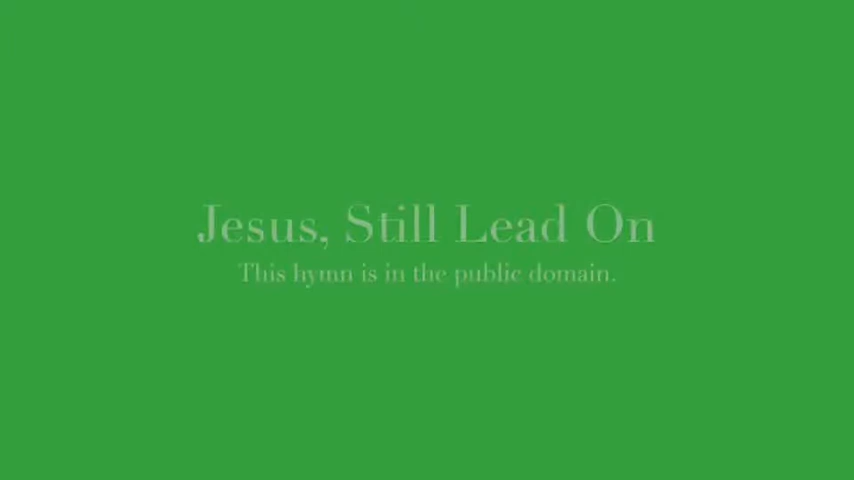 Jesus, Still Lead On
This hymn is in the public domain.